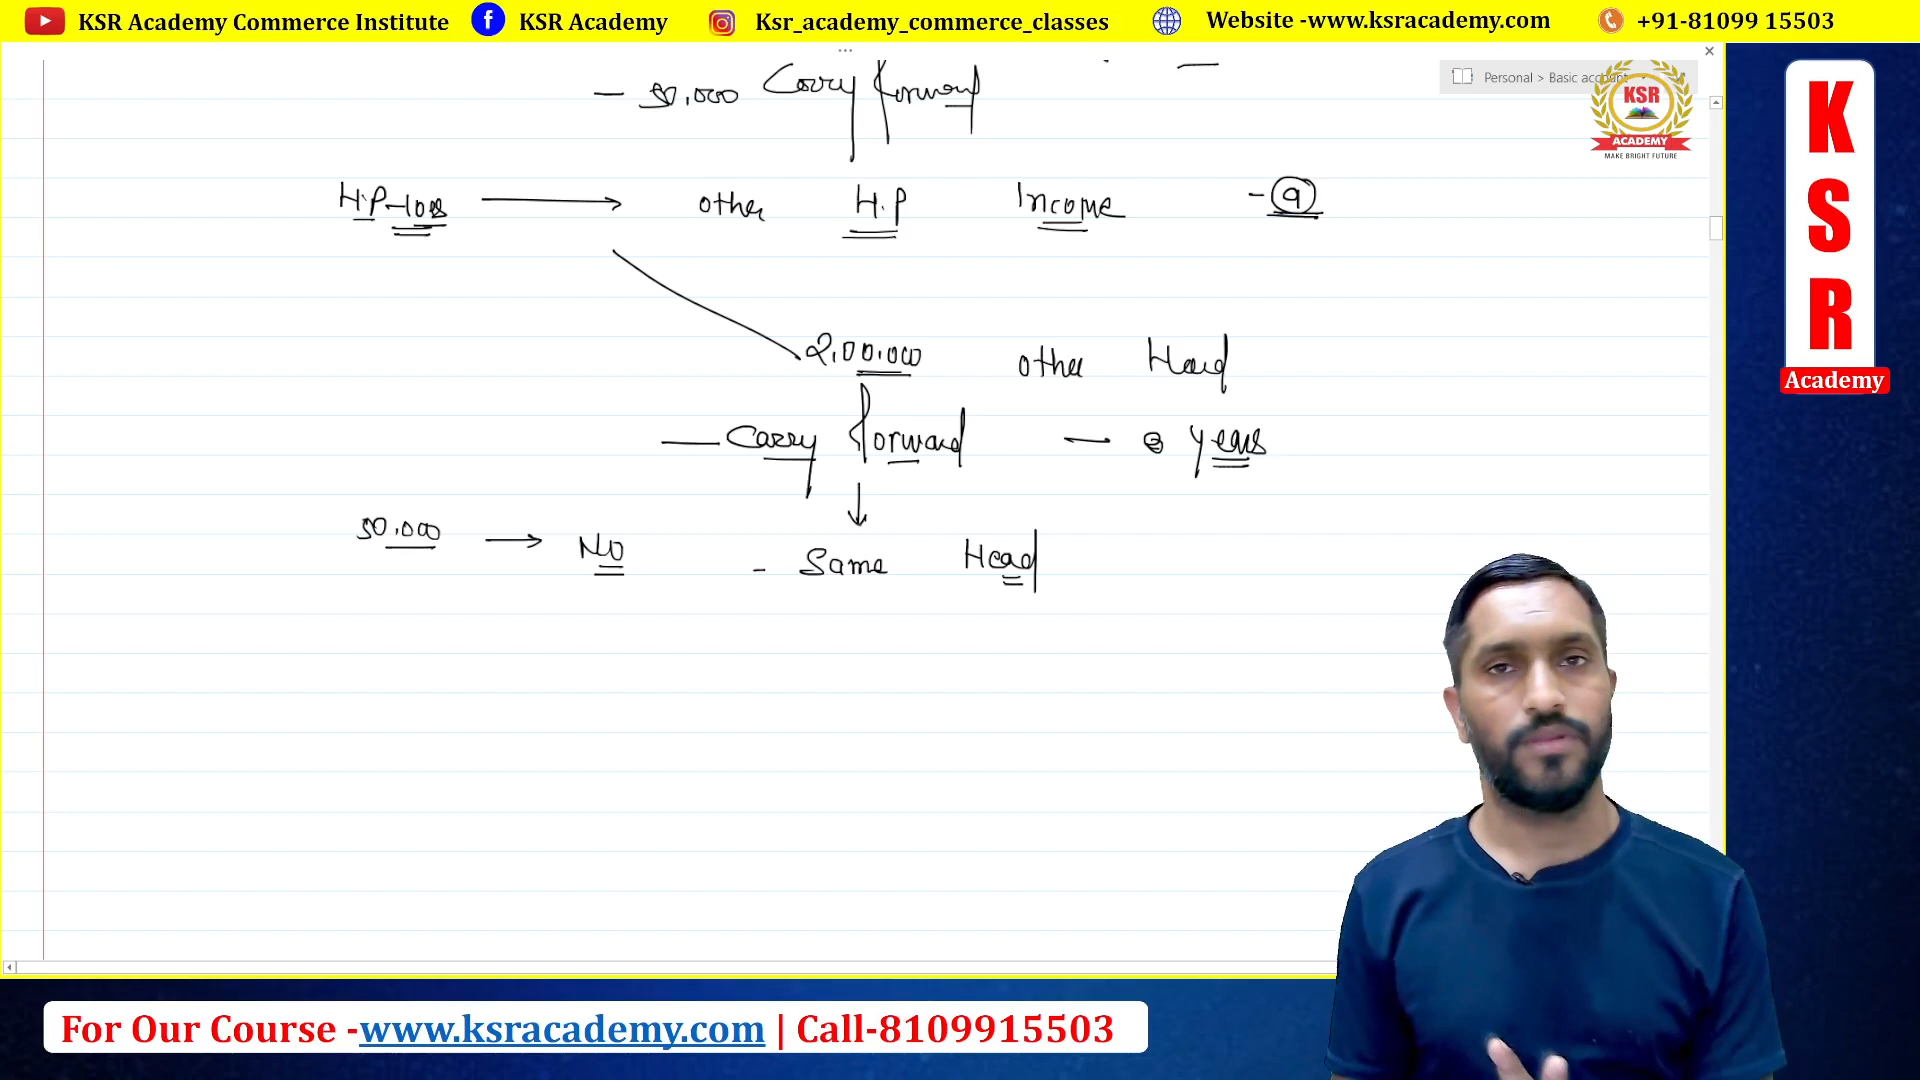 KSR Academy Commerce Institute KSR Academy Ksr_academy_commerce_classes Website -www.ksracademy.com +91-81099 15503
Personal > Basic account
KSR
ACADEMY
MAKE BRIGHT FUTURE
K
S
R
Academy
— 50,000 Carry forward
H.P-loss → other H.P Income -(a)
2,00,000 other Head
— Carry forward — 8 years
50,000 → No - Same Head
For Our Course -www.ksracademy.com | Call-8109915503